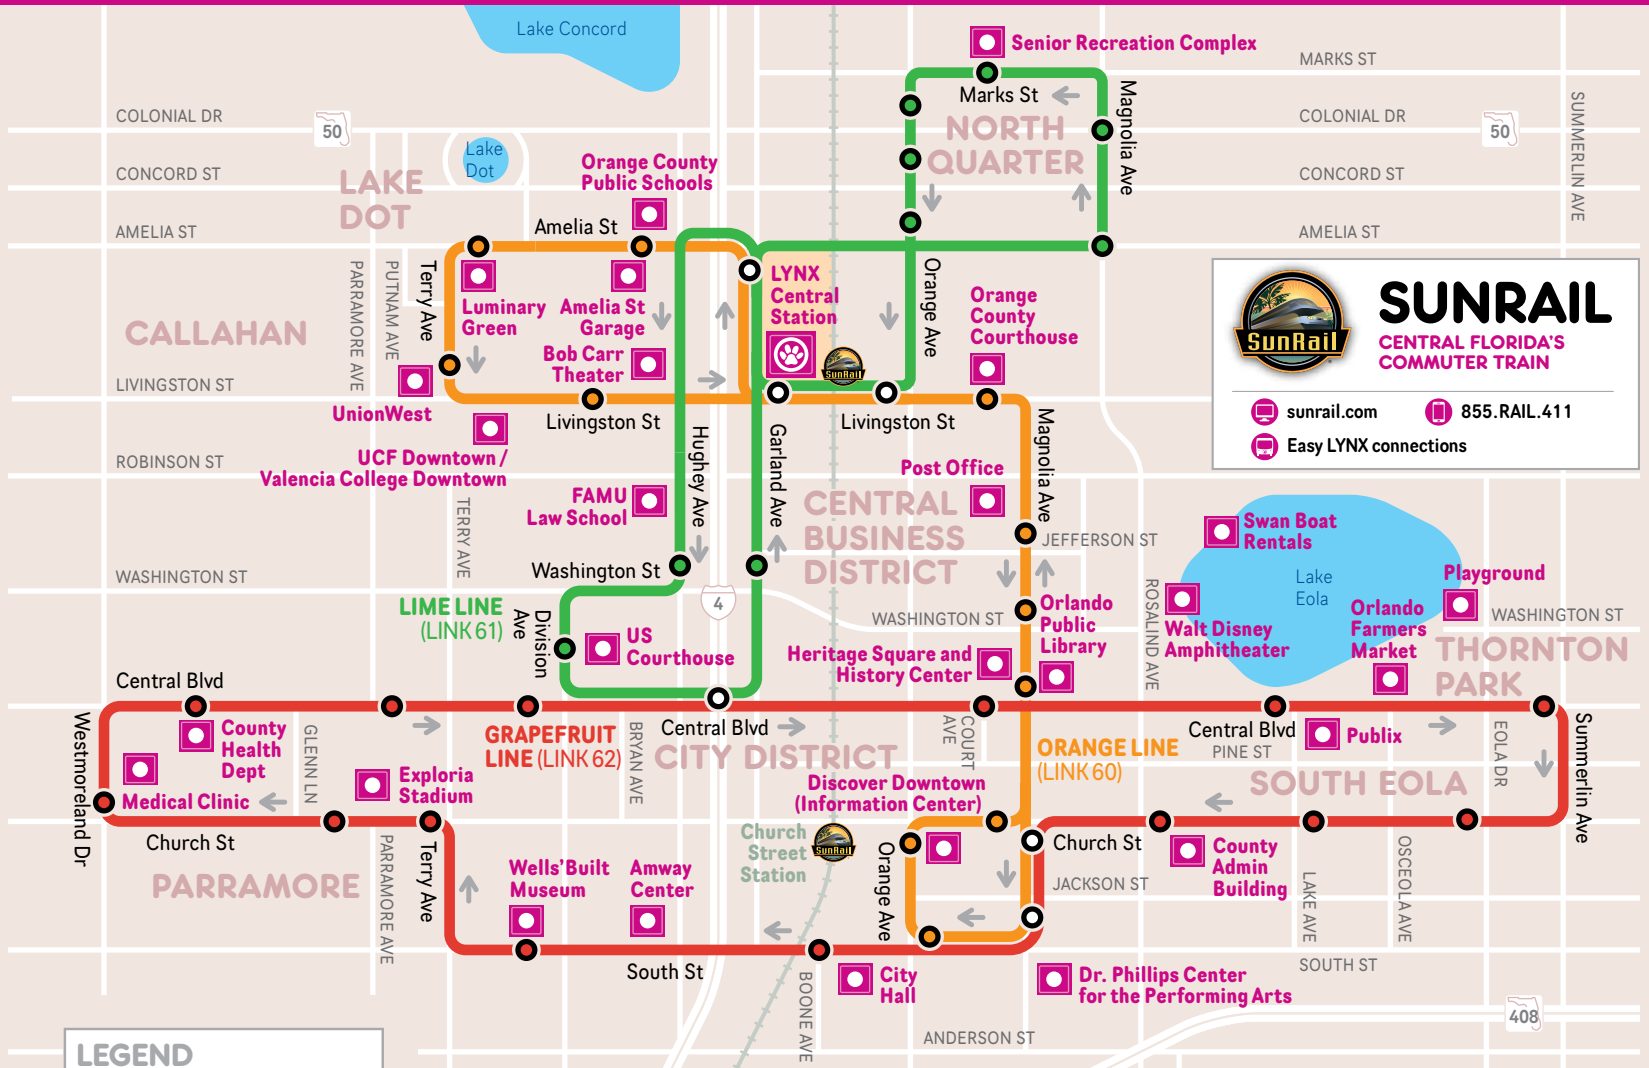 Lake Concord
Senior Recreation Complex
MARKS ST
Marks St
COLONIAL DR
50
Lake
Dot
NORTH
QUARTER
Magnolia Ave
COLONIAL DR
50
SUMMERLIN AVE
CONCORD ST
LAKE
DOT
Orange County
Public Schools
CONCORD ST
AMELIA ST
Amelia St
AMELIA ST
PARRAMORE AVE
PUTNAM AVE
Terry Ave
Luminary
Green
Amelia St
Garage
LYNX
Central
Station
Orange Ave
Orange
County
Courthouse
CALLAHAN
Bob Carr
Theater
SunRail
SunRail
SUNRAIL
CENTRAL FLORIDA'S
COMMUTER TRAIN
sunrail.com
855.RAIL.411
Easy LYNX connections
LIVINGSTON ST
UnionWest
Livingston St
Livingston St
UCF Downtown /
Valencia College Downtown
Hughey Ave
Garland Ave
Magnolia Ave
ROBINSON ST
TERRY AVE
FAMU
Law School
Post Office
CENTRAL
BUSINESS
DISTRICT
JEFFERSON ST
Swan Boat
Rentals
WASHINGTON ST
Washington St
4
Lake
Eola
Playground
LIME LINE
(LINK 61)
Division
Ave
US
Courthouse
WASHINGTON ST
Orlando
Public
Library
ROSALIND AVE
Walt Disney
Amphitheater
Orlando
Farmers
Market
WASHINGTON ST
THORNTON
PARK
Heritage Square and
History Center
Central Blvd
Westmoreland Dr
County
Health
Dept
Medical Clinic
GLENN LN
Exploria
Stadium
GRAPEFRUIT
LINE (LINK 62)
BRYAN AVE
Central Blvd
CITY DISTRICT
COURT
AVE
ORANGE LINE
(LINK 60)
Central Blvd
PINE ST
Publix
SOUTH EOLA
EOLA DR
Summerlin Ave
Discover Downtown
(Information Center)
Church St
PARRAMORE
PARRAMORE AVE
Terry Ave
Wells' Built
Museum
Amway
Center
Church
Street
Station
SunRail
Orange Ave
Church St
JACKSON ST
County
Admin
Building
LAKE AVE
OSCEOLA AVE
South St
BOONE AVE
City
Hall
Dr. Phillips Center
for the Performing Arts
SOUTH ST
408
ANDERSON ST
LEGEND